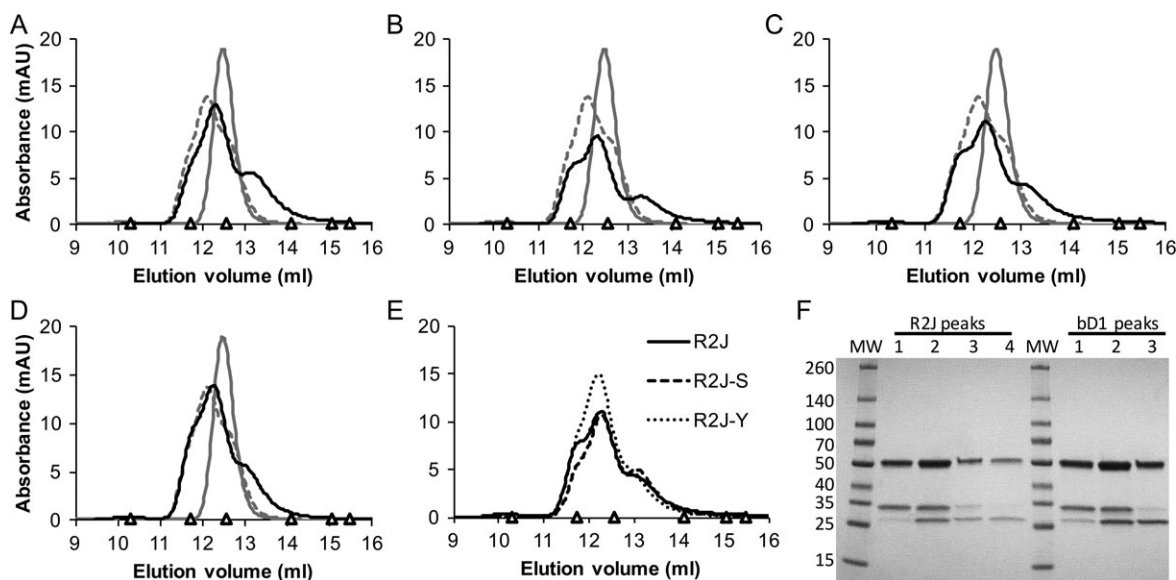 A
B
C
20
15
10
5
0
Absorbance (mAU)
9 10 11 12 13 14 15 16
Elution volume (ml)
20
15
10
5
0
9 10 11 12 13 14 15 16
Elution volume (ml)
20
15
10
5
0
9 10 11 12 13 14 15 16
Elution volume (ml)
D
E
F
20
15
10
5
0
Absorbance (mAU)
9 10 11 12 13 14 15 16
Elution volume (ml)
20
15
10
5
0
9 10 11 12 13 14 15 16
Elution volume (ml)
R2J
R2J-S
R2J-Y
R2J peaks
bD1 peaks
MW 1 2 3 4 MW 1 2 3
260
140
100
70
50
40
35
25
15